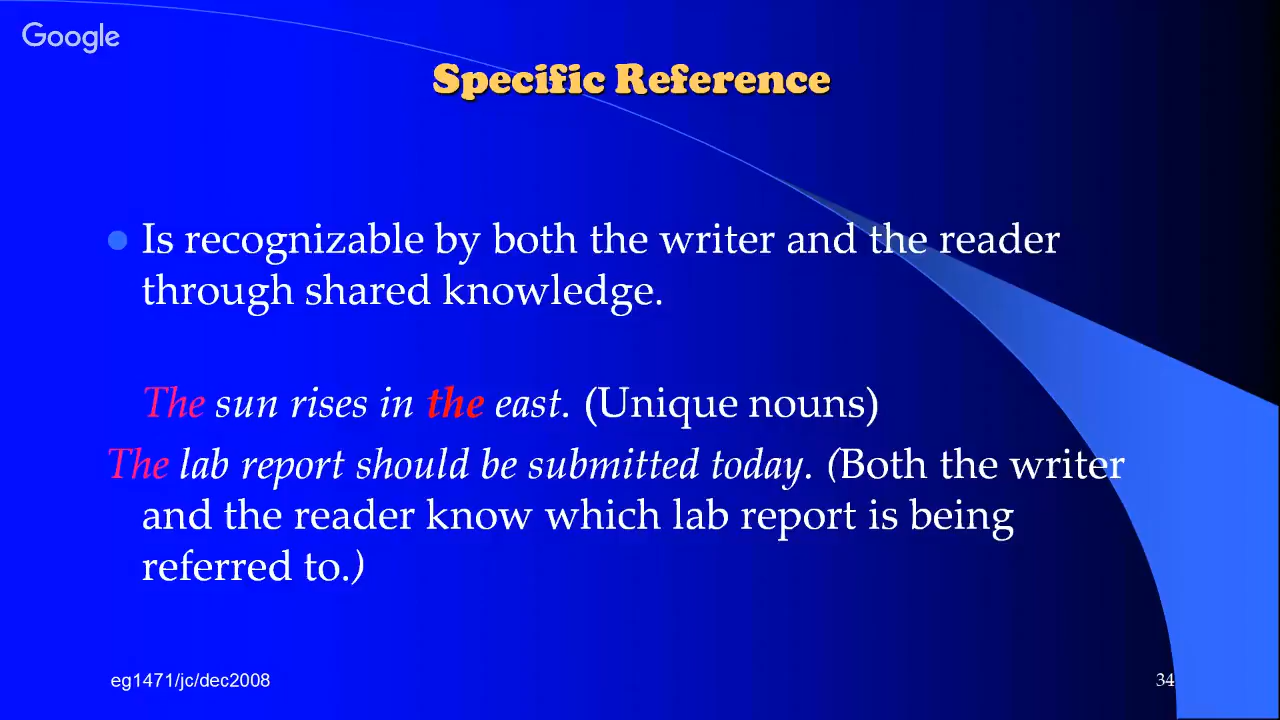 Google
Specific Reference
Is recognizable by both the writer and the reader
through shared knowledge.
The sun rises in the east. (Unique nouns)
The lab report should be submitted today. (Both the writer
and the reader know which lab report is being
referred to.)
eg1471/jc/dec2008
34